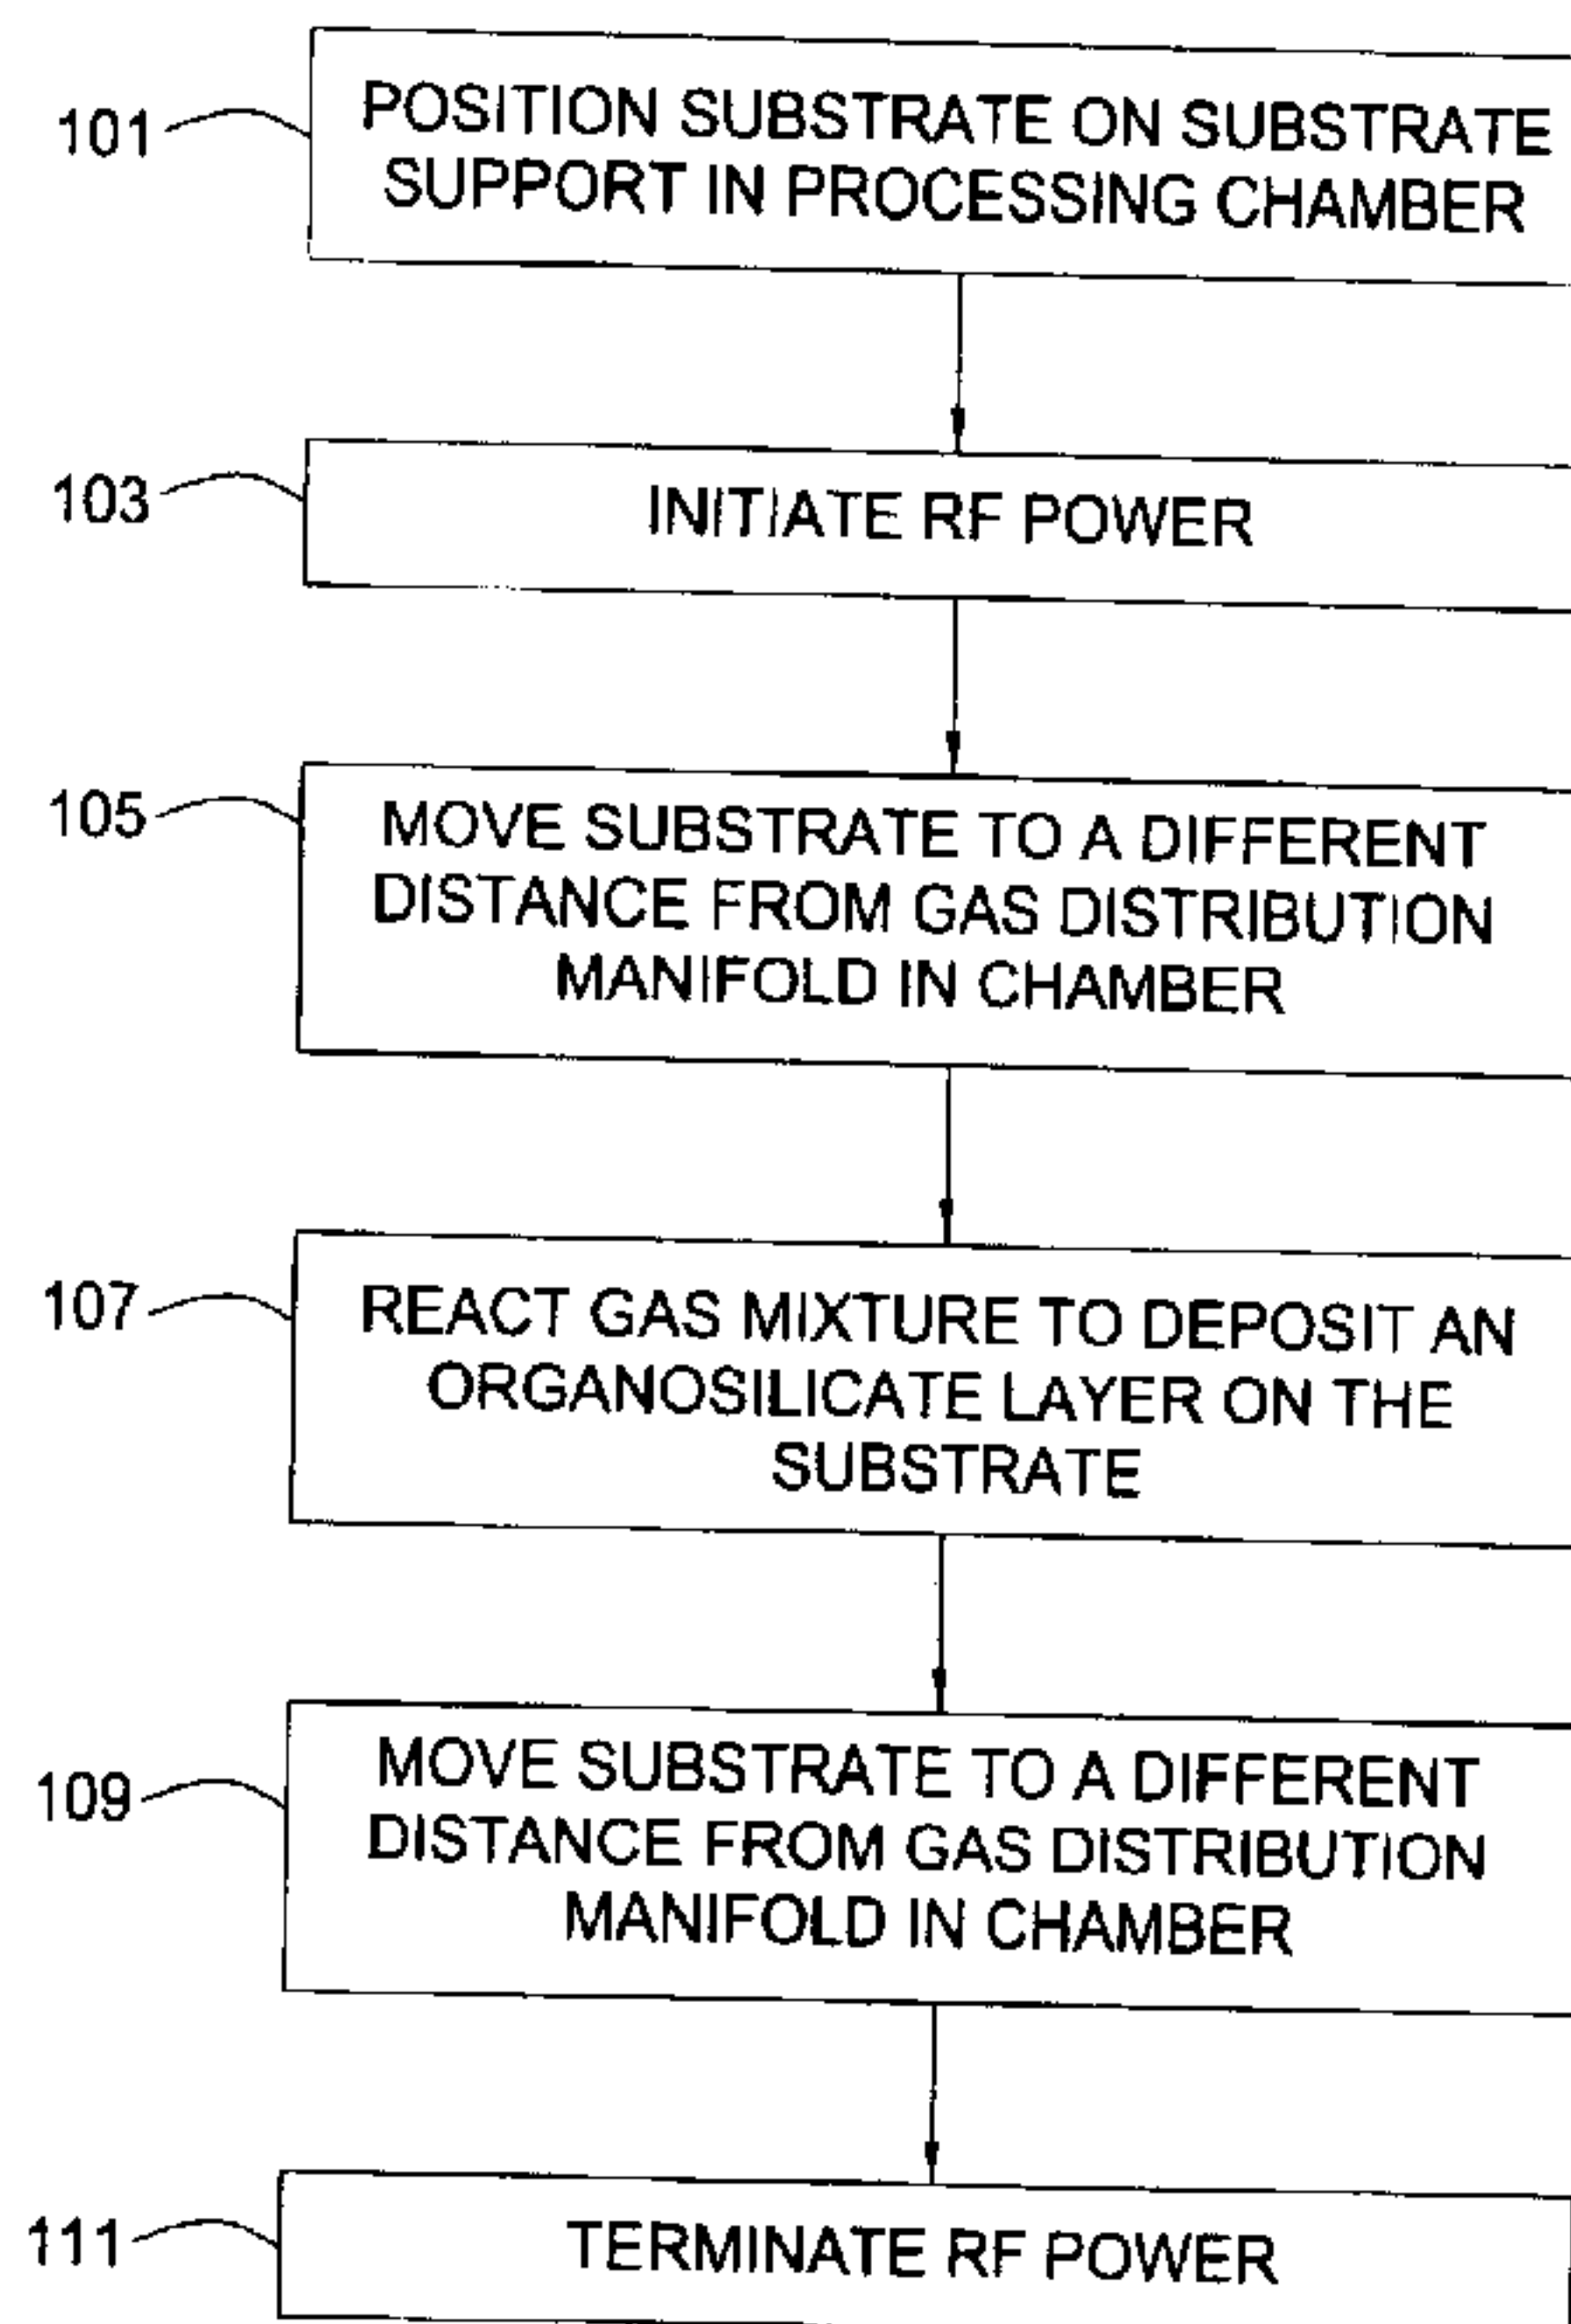 101
POSITION SUBSTRATE ON SUBSTRATE
SUPPORT IN PROCESSING CHAMBER
103
INITIATE RF POWER
105
MOVE SUBSTRATE TO A DIFFERENT
DISTANCE FROM GAS DISTRIBUTION
MANIFOLD IN CHAMBER
107
REACT GAS MIXTURE TO DEPOSIT AN
ORGANOSILICATE LAYER ON THE
SUBSTRATE
109
MOVE SUBSTRATE TO A DIFFERENT
DISTANCE FROM GAS DISTRIBUTION
MANIFOLD IN CHAMBER
111
TERMINATE RF POWER